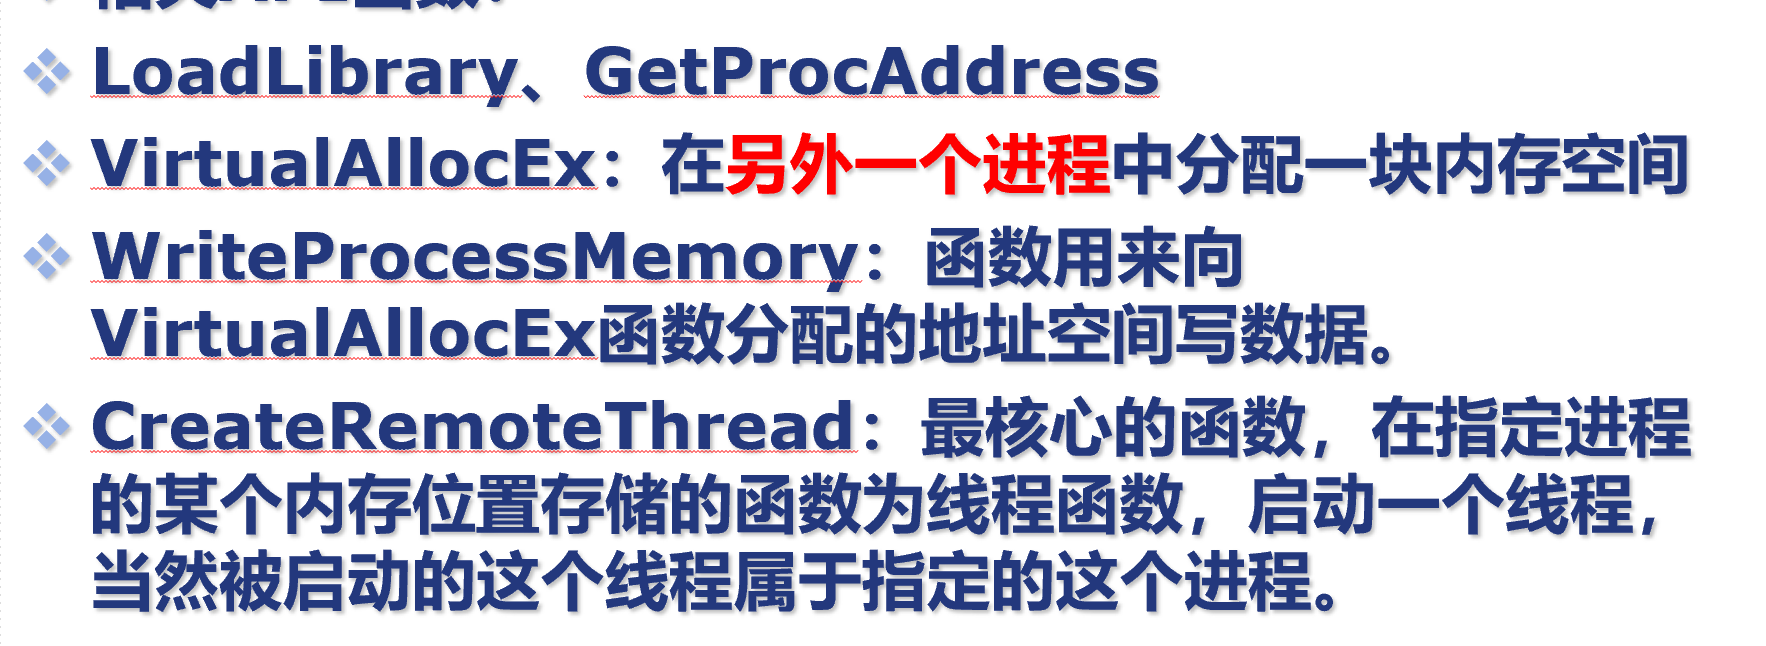 LoadLibrary、GetProcAddress
VirtualAllocEx：在另外一个进程中分配一块内存空间
WriteProcessMemory：函数用来向
VirtualAllocEx函数分配的地址空间写数据。
CreateRemoteThread：最核心的函数，在指定进程
的某个内存位置存储的函数为线程函数，启动一个线程，
当然被启动的这个线程属于指定的这个进程。